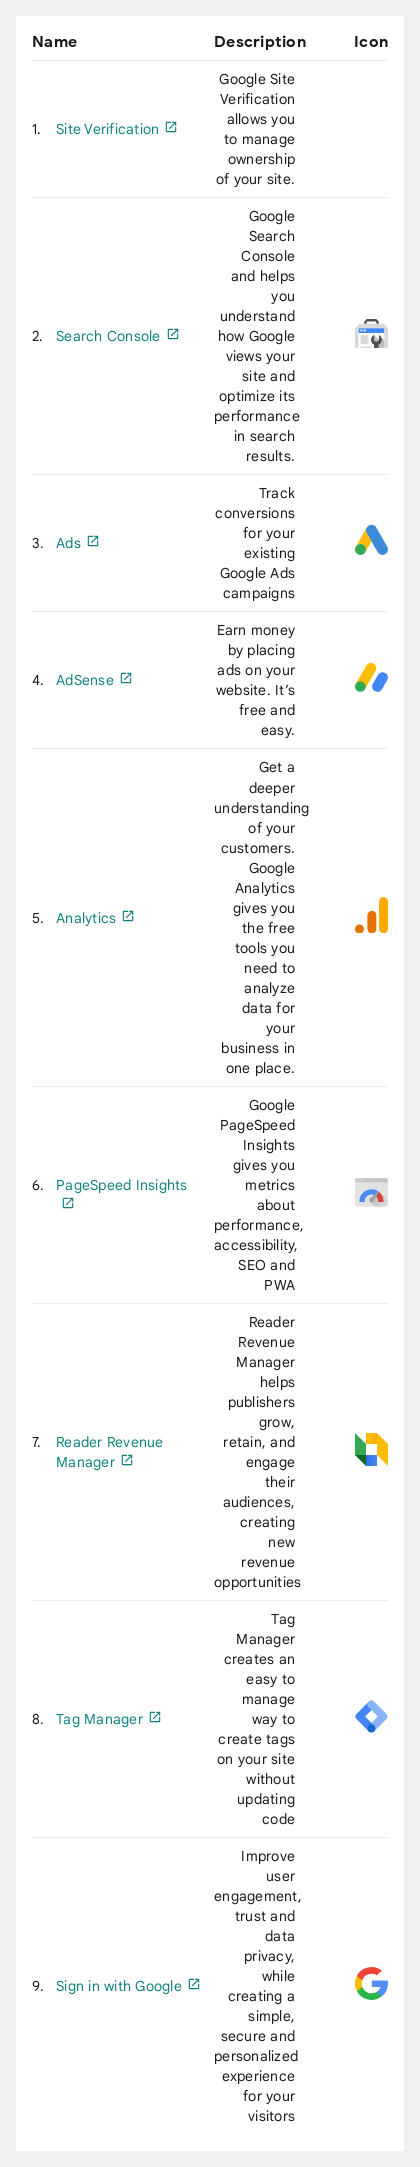 Name Description Icon
1. Site Verification
Google Site
Verification
allows you
to manage
ownership
of your site.
2. Search Console
Google
Search
Console
and helps
you
understand
how Google
views your
site and
optimize its
performance
in search
results.
3. Ads
Track
conversions
for your
existing
Google Ads
campaigns
4. AdSense
Earn money
by placing
ads on your
website. It’s
free and
easy.
5. Analytics
Get a
deeper
understanding
of your
customers.
Google
Analytics
gives you
the free
tools you
need to
analyze
data for
your
business in
one place.
6. PageSpeed Insights
Google
PageSpeed
Insights
gives you
metrics
about
performance,
accessibility,
SEO and
PWA
7. Reader Revenue
Manager
Reader
Revenue
Manager
helps
publishers
grow,
retain, and
engage
their
audiences,
creating
new
revenue
opportunities
8. Tag Manager
Tag
Manager
creates an
easy to
manage
way to
create tags
on your site
without
updating
code
9. Sign in with Google
Improve
user
engagement,
trust and
data
privacy,
while
creating a
simple,
secure and
personalized
experience
for your
visitors